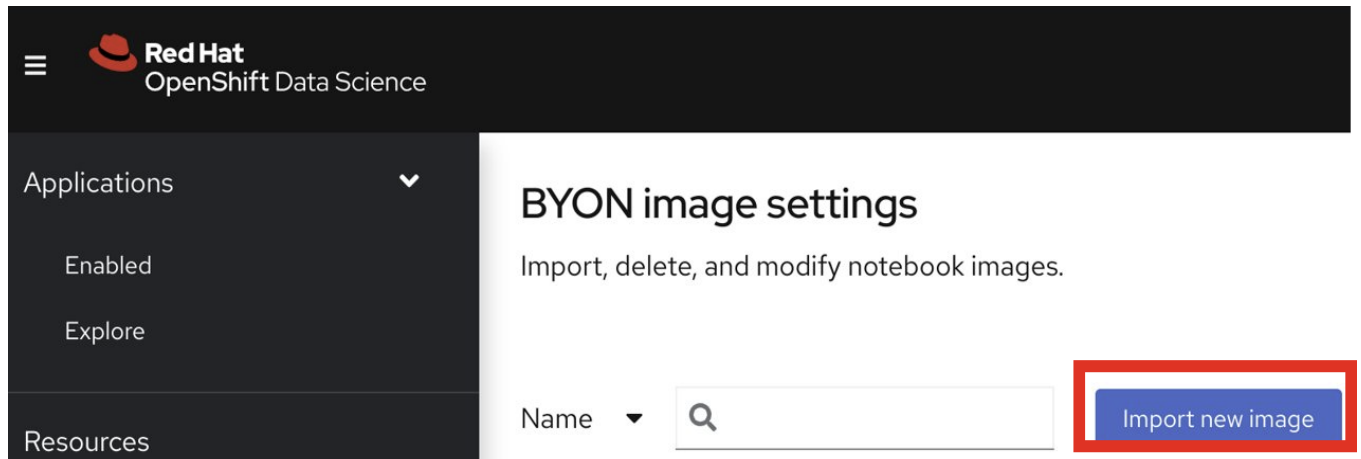 Red Hat
OpenShift Data Science
Applications
Enabled
Explore
Resources
BYON image settings
Import, delete, and modify notebook images.
Name
Import new image